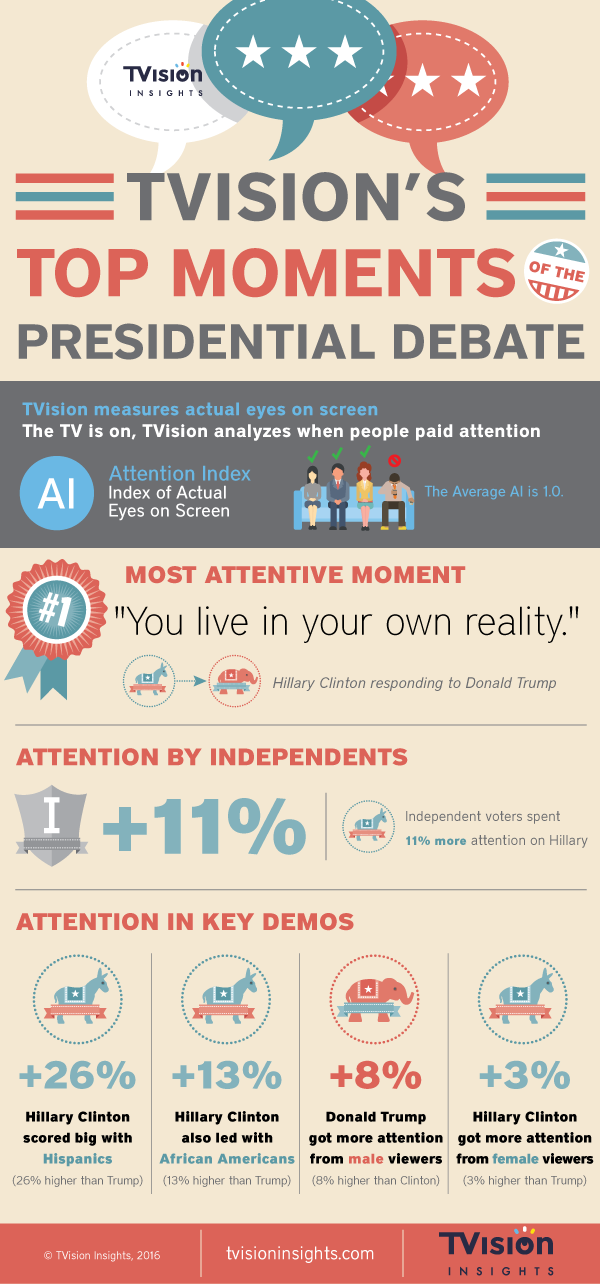 TVision
INSIGHTS
TVISION'S
TOP MOMENTS
OF THE
PRESIDENTIAL DEBATE
TVision measures actual eyes on screen
The TV is on, TVision analyzes when people paid attention
AI
Attention Index
Index of Actual
Eyes on Screen
The Average AI is 1.0.
#1
MOST ATTENTIVE MOMENT
"You live in your own reality."
Hillary Clinton responding to Donald Trump
ATTENTION BY INDEPENDENTS
I
+11%
Independent voters spent
11% more attention on Hillary
ATTENTION IN KEY DEMOS
+26%
Hillary Clinton
scored big with
Hispanics
(26% higher than Trump)
+13%
Hillary Clinton
also led with
African Americans
(13% higher than Trump)
+8%
Donald Trump
got more attention
from male viewers
(8% higher than Clinton)
+3%
Hillary Clinton
got more attention
from female viewers
(3% higher than Trump)
© TVision Insights, 2016
tvisioninsights.com
TVision
INSIGHTS